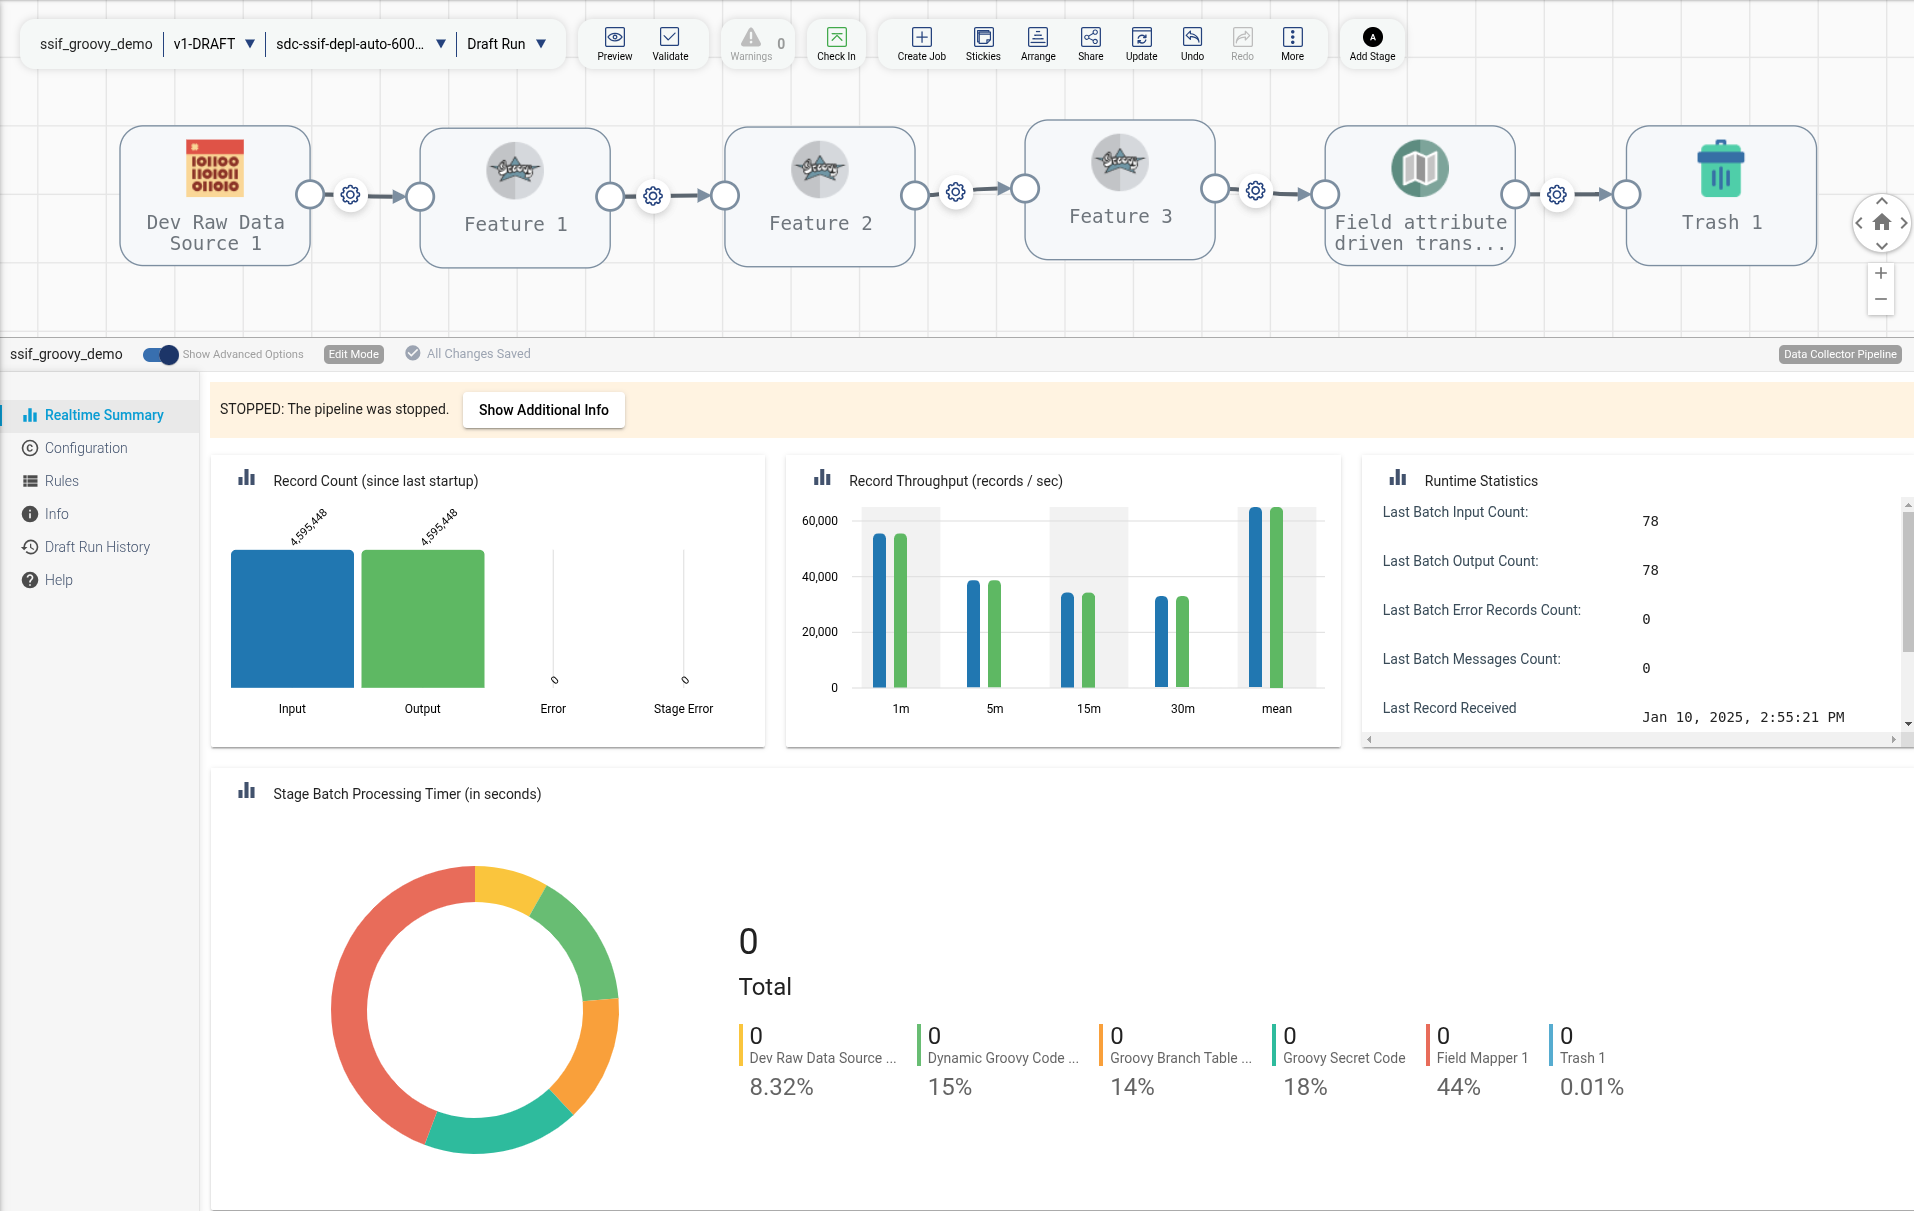 ssif_groovy_demo
v1-DRAFT
sdc-ssif-depl-auto-600...
Draft Run
Preview
Validate
Warnings
0
Check In
Create Job
Stickies
Arrange
Share
Update
Undo
Redo
More
A
Add Stage
101100
101011
011010
Dev Raw Data
Source 1
Groovy
Feature 1
Groovy
Feature 2
Groovy
Feature 3
Field attribute
driven trans...
Trash 1
ssif_groovy_demo
Show Advanced Options
Edit Mode
All Changes Saved
Data Collector Pipeline
Realtime Summary
Configuration
Rules
Info
Draft Run History
Help
STOPPED: The pipeline was stopped.
Show Additional Info
Record Count (since last startup)
4,595,448
4,595,448
0
0
Input
Output
Error
Stage Error
Record Throughput (records / sec)
60,000
40,000
20,000
0
1m
5m
15m
30m
mean
Runtime Statistics
Last Batch Input Count:
78
Last Batch Output Count:
78
Last Batch Error Records Count:
0
Last Batch Messages Count:
0
Last Record Received
Jan 10, 2025, 2:55:21 PM
Stage Batch Processing Timer (in seconds)
0
Total
0
Dev Raw Data Source ...
8.32%
0
Dynamic Groovy Code ...
15%
0
Groovy Branch Table ...
14%
0
Groovy Secret Code
18%
0
Field Mapper 1
44%
0
Trash 1
0.01%